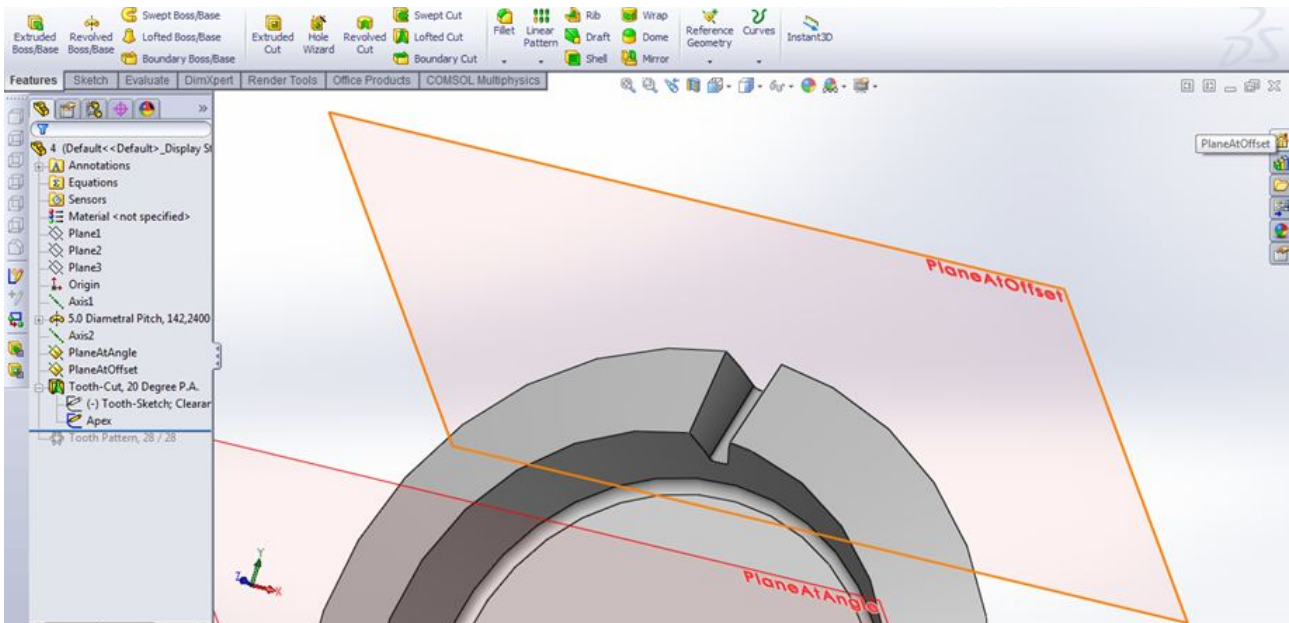 Extruded Boss/Base
Revolved Boss/Base
Swept Boss/Base
Lofted Boss/Base
Boundary Boss/Base
Extruded Cut
Hole Wizard
Revolved Cut
Swept Cut
Lofted Cut
Boundary Cut
Fillet
Linear Pattern
Rib
Draft
Shell
Wrap
Dome
Mirror
Reference Geometry
Curves
Instant3D
Features
Sketch
Evaluate
DimXpert
Render Tools
Office Products
COMSOL Multiphysics
4 (Default<<Default>_Display St
Annotations
Equations
Sensors
Material <not specified>
Plane1
Plane2
Plane3
Origin
Axis1
5.0 Diametral Pitch, 142,2400
Axis2
PlaneAtAngle
PlaneAtOffset
Tooth-Cut, 20 Degree P.A.
(-) Tooth-Sketch; Clearar
Apex
Tooth Pattern, 28 / 28
PlaneAtOffset
PlaneAtOffset
PlaneAtAngle
Y
Z
X